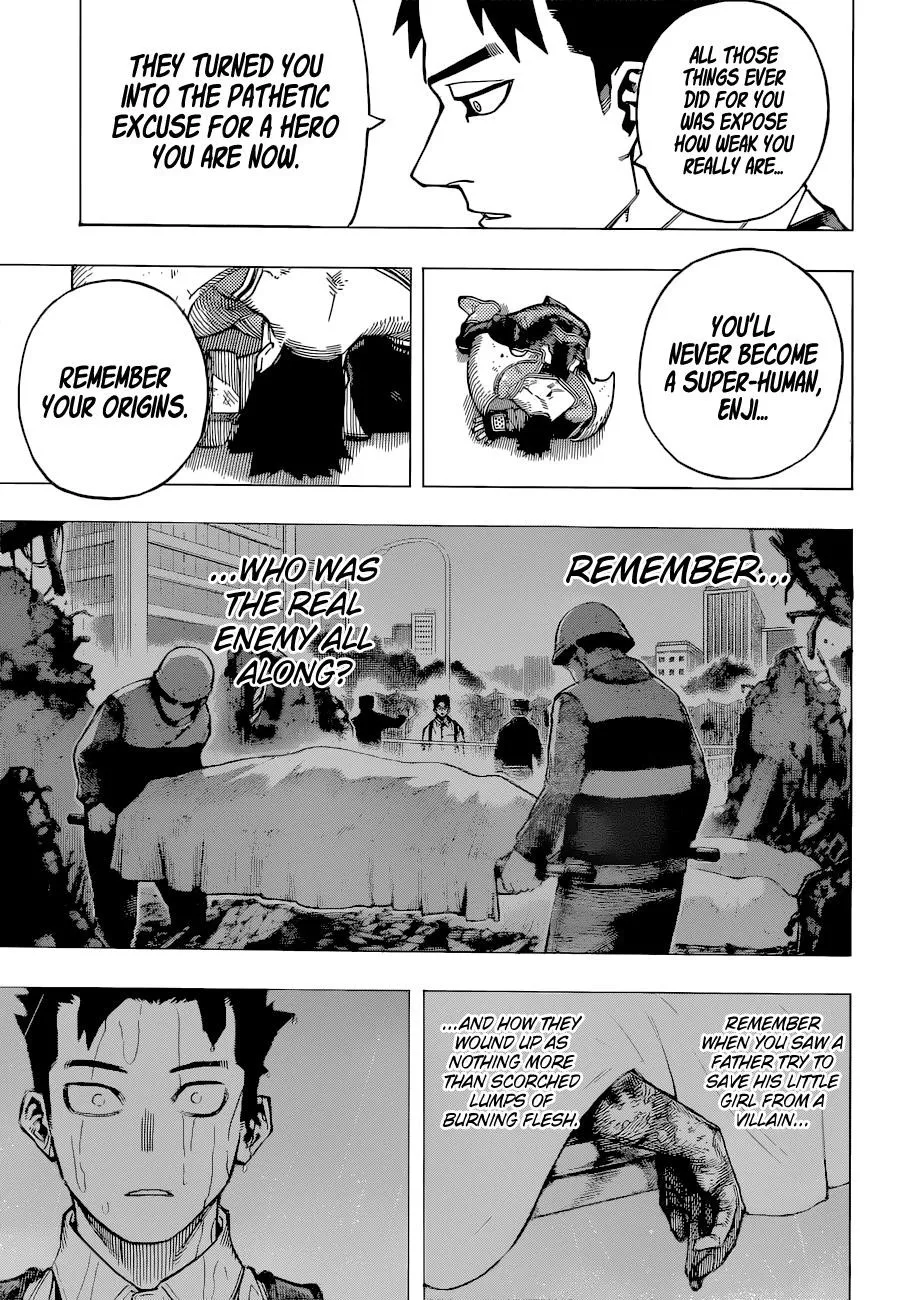 ALL THOSE
THINGS EVER
DID FOR YOU
WAS EXPOSE
HOW WEAK YOU
REALLY ARE...
THEY TURNED YOU
INTO THE PATHETIC
EXCUSE FOR A HERO
YOU ARE NOW.
YOU'LL
NEVER BECOME
A SUPER-HUMAN,
ENJI...
REMEMBER
YOUR ORIGINS.
REMEMBER...
...WHO WAS
THE REAL
ENEMY ALL
ALONG?
REMEMBER
WHEN YOU SAW A
FATHER TRY TO
SAVE HIS LITTLE
GIRL FROM A
VILLAIN...
...AND HOW THEY
WOUND UP AS
NOTHING MORE
THAN SCORCHED
LUMPS OF
BURNING FLESH.